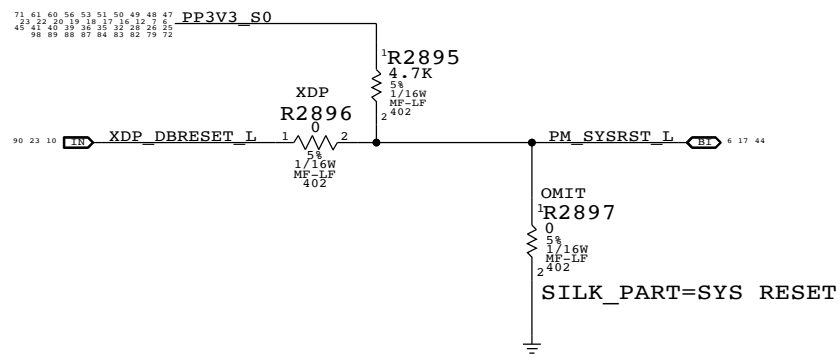 71 61 60 56 53 51 50 49 48 47
23 22 20 19 18 17 16 12 7 6
45 41 40 39 36 35 32 28 26 25
98 89 88 87 84 83 82 79 72
PP3V3_S0
1
R2895
4.7K
5%
1/16W
MF-LF
402
2
XDP
R2896
0
90 23 10
IN
XDP_DBRESET_L
1
2
5%
1/16W
MF-LF
402
PM_SYSRST_L
BI
6 17 44
OMIT
1
R2897
0
5%
1/16W
MF-LF
402
2
SILK_PART=SYS RESET